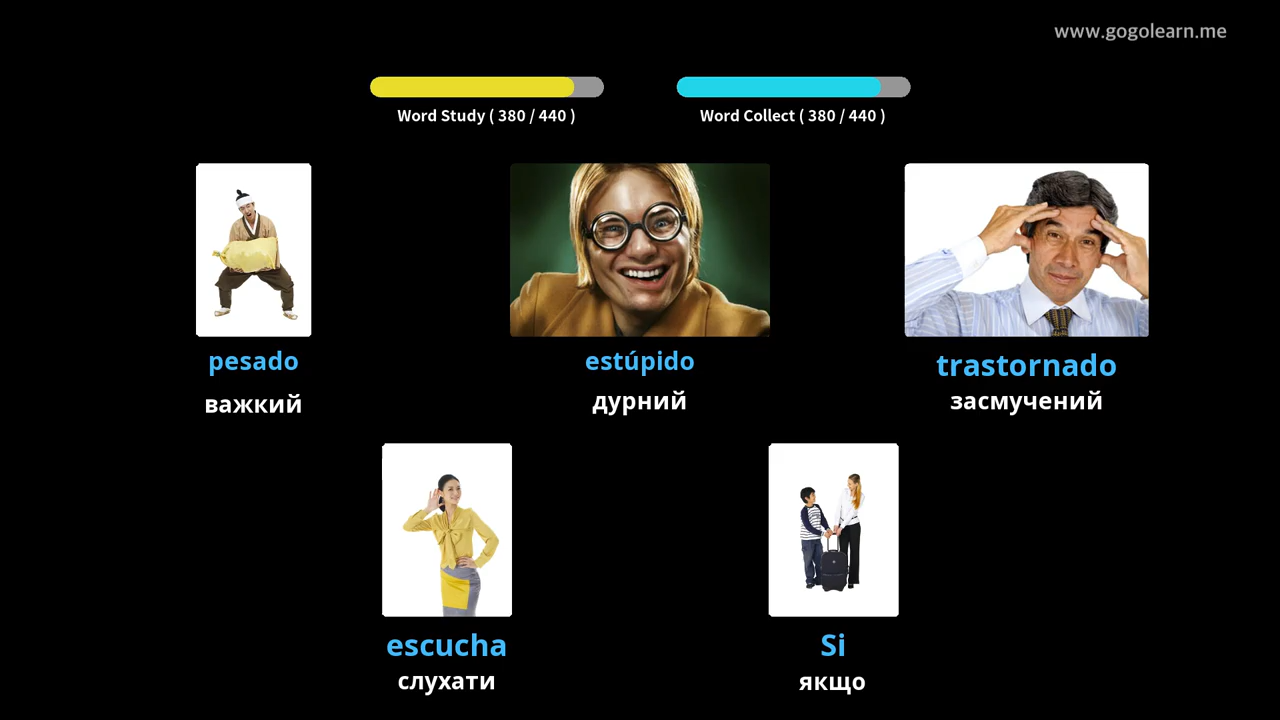 www.gogolearn.me
Word Study ( 380 / 440 )
Word Collect ( 380 / 440 )
pesado
важкий
estúpido
дурний
trastornado
засмучений
escucha
слухати
Si
якщо